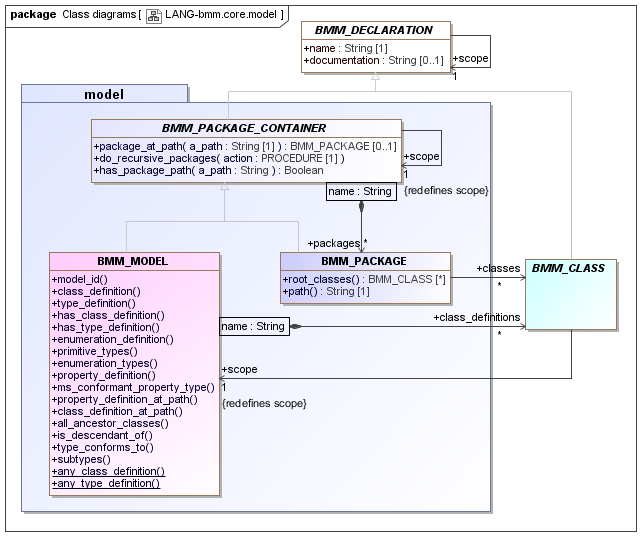 package Class diagrams [ LANG-bmm.core.model ]
BMM_DECLARATION
+name : String [1]
+documentation : String [0..1]
+scope
1
model
BMM_PACKAGE_CONTAINER
+package_at_path( a_path : String [1] ) : BMM_PACKAGE [0..1]
+do_recursive_packages( action : PROCEDURE [1] )
+has_package_path( a_path : String ) : Boolean
+scope
1
{redefines scope}
name : String
+packages *
BMM_MODEL
+model_id()
+class_definition()
+type_definition()
+has_class_definition()
+has_type_definition()
+enumeration_definition()
+primitive_types()
+enumeration_types()
+property_definition()
+ms_conformant_property_type()
+property_definition_at_path()
+class_definition_at_path()
+all_ancestor_classes()
+is_descendant_of()
+type_conforms_to()
+subtypes()
+any_class_definition()
+any_type_definition()
BMM_PACKAGE
+root_classes() : BMM_CLASS [*]
+path() : String [1]
+classes
*
BMM_CLASS
name : String
+class_definitions
*
+scope
1
{redefines scope}